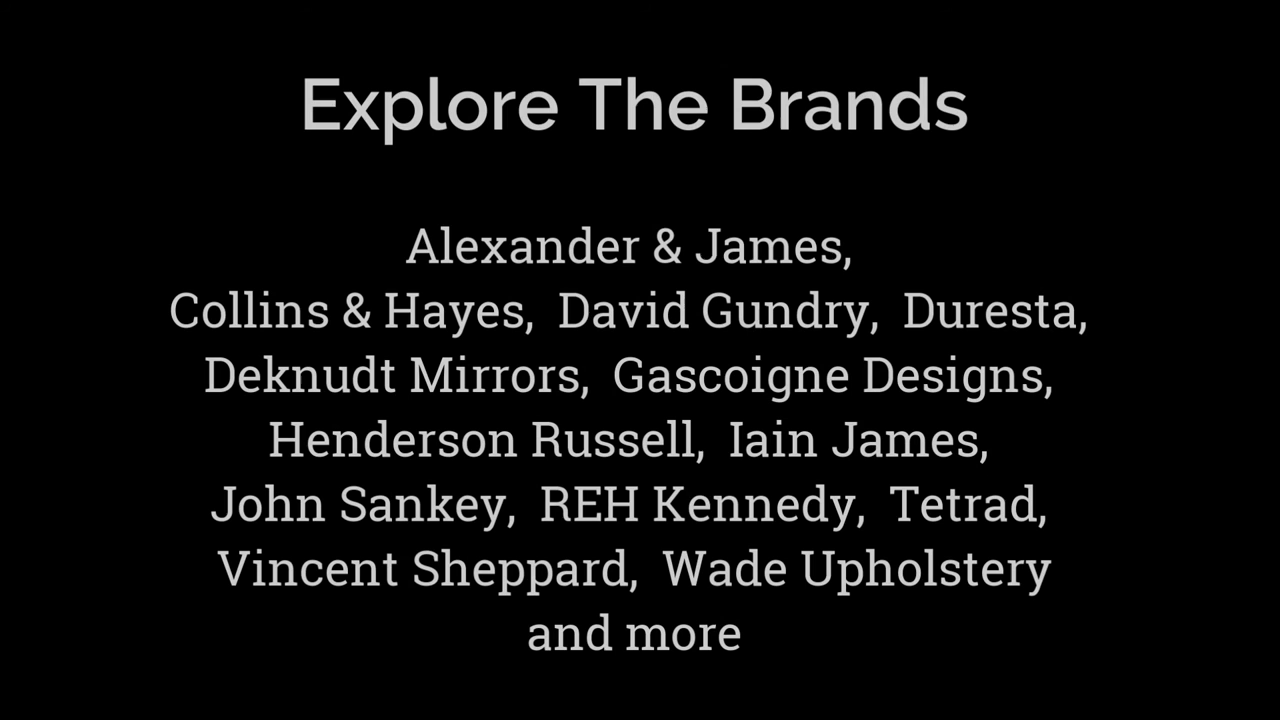 Explore The Brands
Alexander & James,
Collins & Hayes, David Gundry, Duresta,
Deknudt Mirrors, Gascoigne Designs,
Henderson Russell, Iain James,
John Sankey, REH Kennedy, Tetrad,
Vincent Sheppard, Wade Upholstery
and more